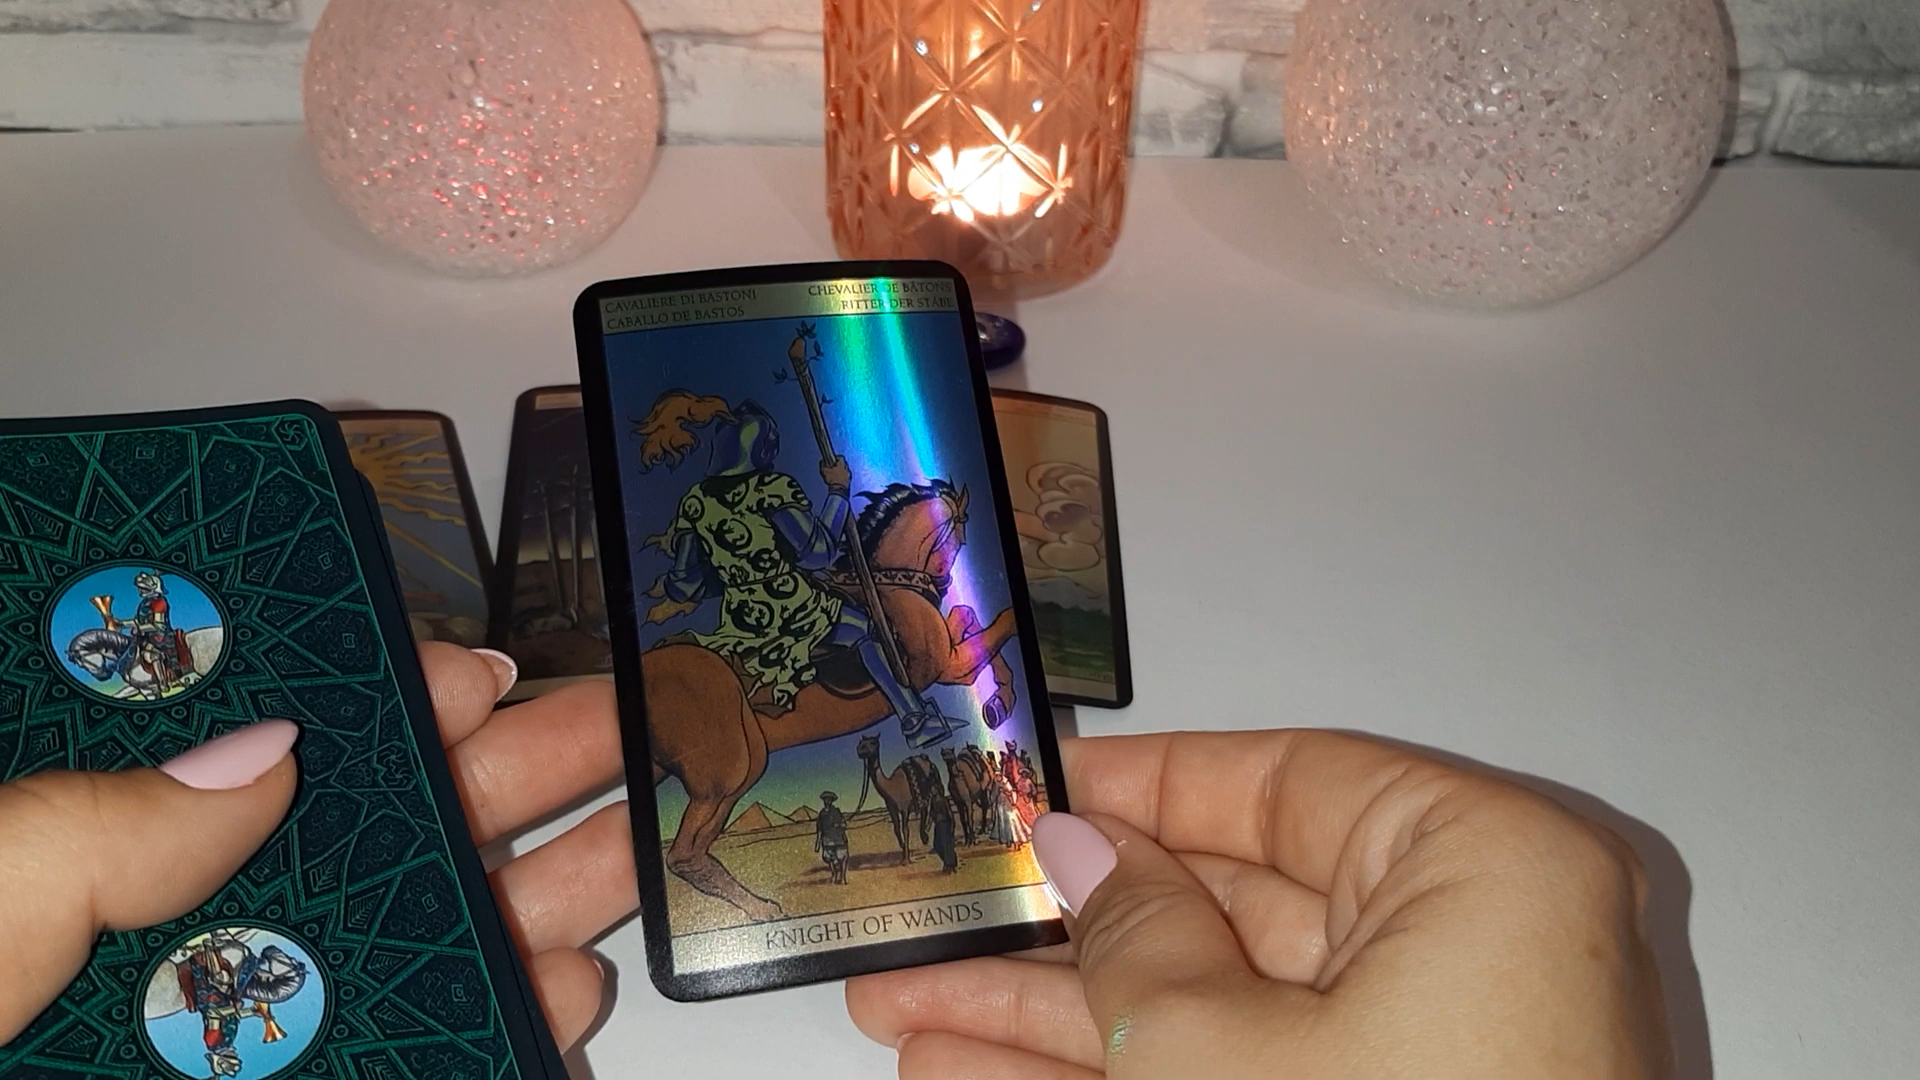 CAVALIERE DI BASTONI
CABALLO DE BASTOS
CHEVALIER DE BÂTONS
RITTER DER STÄBE
KNIGHT OF WANDS